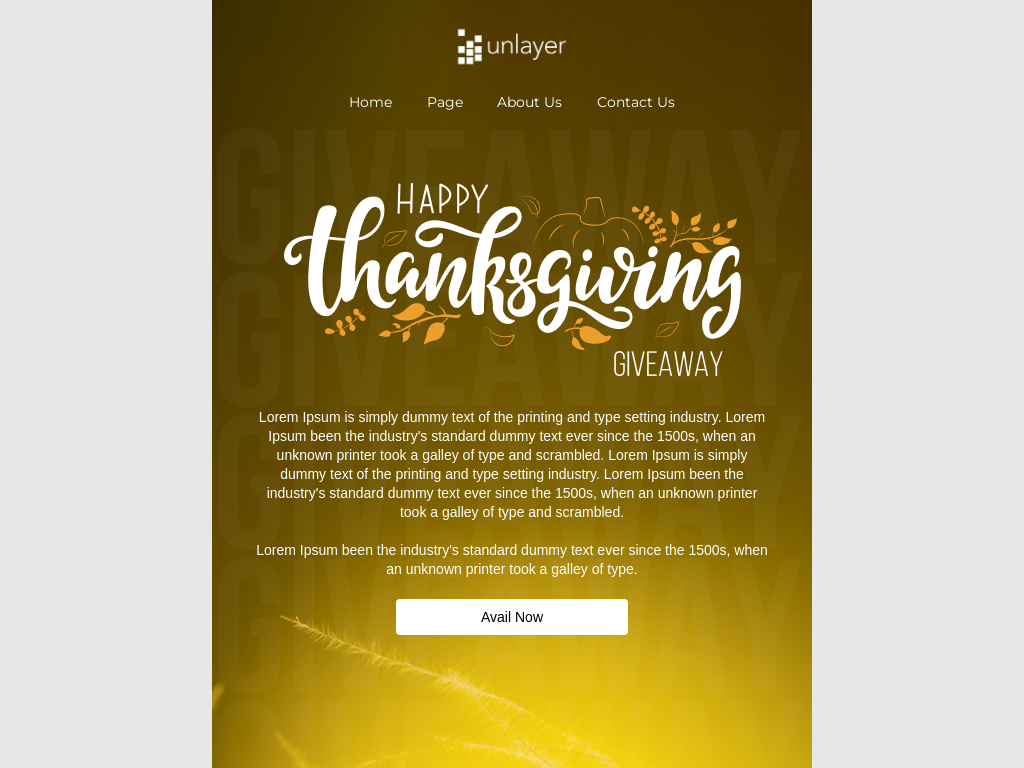 unlayer
Home Page About Us Contact Us
GIVEAWAY
HAPPY
thanksgiving
GIVEAWAY
GIVEAWAY
Lorem Ipsum is simply dummy text of the printing and type setting industry. Lorem
Ipsum been the industry's standard dummy text ever since the 1500s, when an
unknown printer took a galley of type and scrambled. Lorem Ipsum is simply
dummy text of the printing and type setting industry. Lorem Ipsum been the
industry's standard dummy text ever since the 1500s, when an unknown printer
took a galley of type and scrambled.
GIVEAWAY
Lorem Ipsum been the industry's standard dummy text ever since the 1500s, when
an unknown printer took a galley of type.
Avail Now
GIVEAWAY